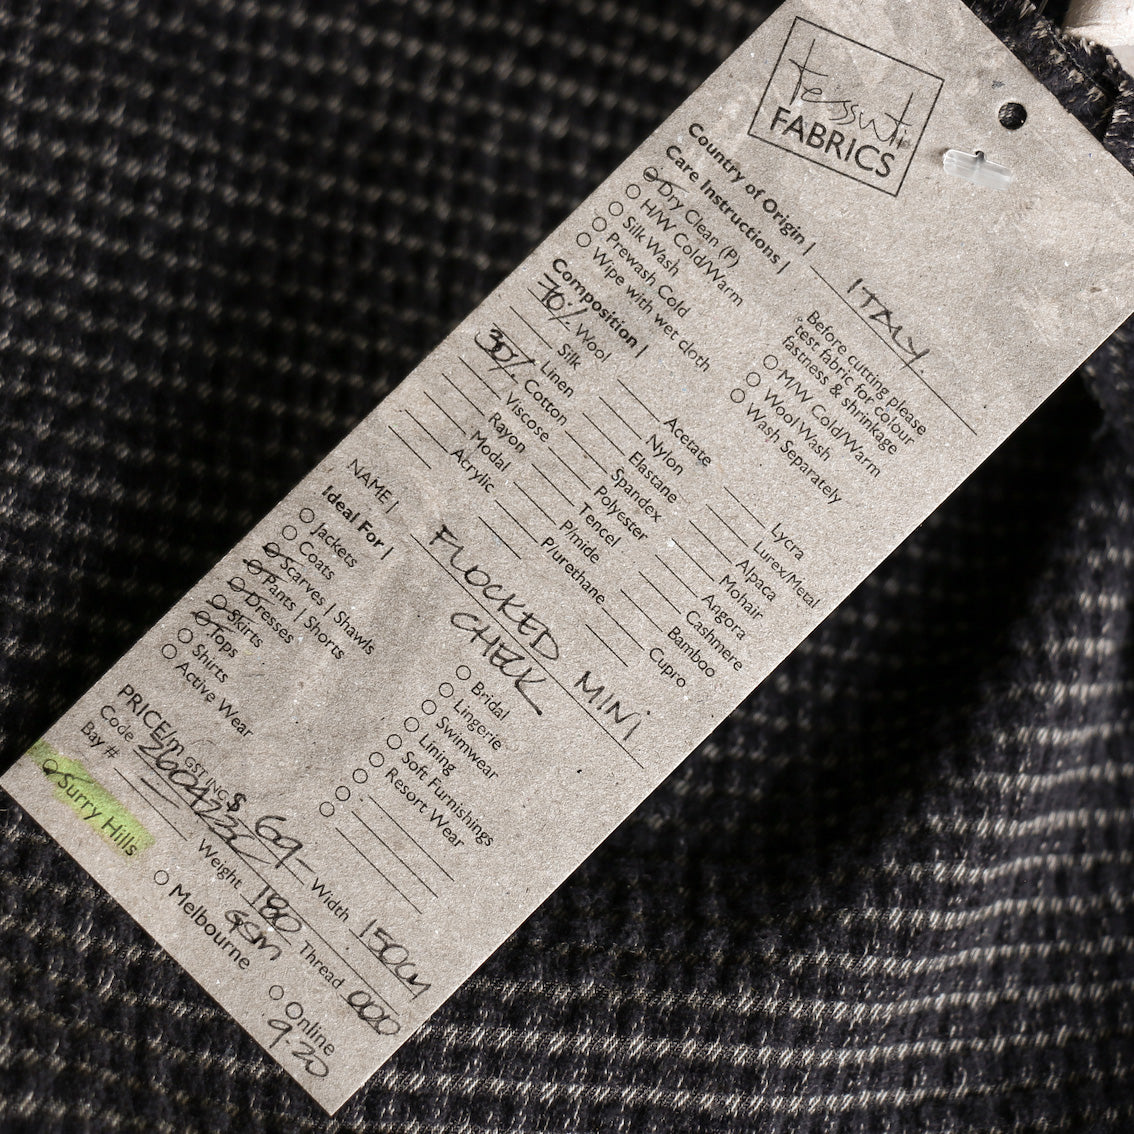 tessuti
FABRICS
Country of Origin | ITALY.
Care Instructions |
Dry Clean (P)
H/W Cold/Warm
Silk Wash
Prewash Cold
Wipe with wet cloth
Before cutting please
test fabric for colour
fastness & shrinkage
M/W Cold/Warm
Wool Wash
Wash Separately
Composition |
70% Wool
Silk
Linen
30% Cotton
Viscose
Rayon
Modal
Acrylic
Acetate
Nylon
Elastane
Spandex
Polyester
Tencel
P/mide
P/urethane
Lycra
Lurex/Metal
Alpaca
Mohair
Angora
Cashmere
Bamboo
Cupro
NAME | FLOCKED MINI
CHECK
Ideal For |
Jackets
Coats
Scarves | Shawls
Pants | Shorts
Dresses
Skirts
Tops
Shirts
Active Wear
Bridal
Lingerie
Swimwear
Lining
Soft Furnishings
Resort Wear
PRICE/m GST INC $ 69- Width 150CM
Code Weight 180 GSM Thread 000
Bay #
Surry Hills
Melbourne
Online
9.20